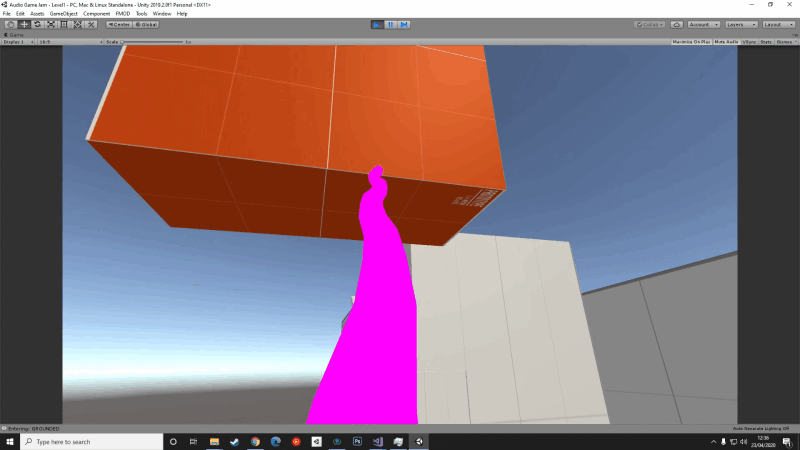 Audio Game Jam - Level1 - PC, Mac & Linux Standalone - Unity 2019.2.0f1 Personal <DX11>
File Edit Assets GameObject Component FMOD Tools Window Help
Center Global Collab Account Layers Layout
Game
Display 1 16:9 Scale 1x Maximize On Play Mute Audio VSync Stats Gizmos
Entering: GROUNDED
Auto Generate Lighting Off
Type here to search
12:36
23/04/2020